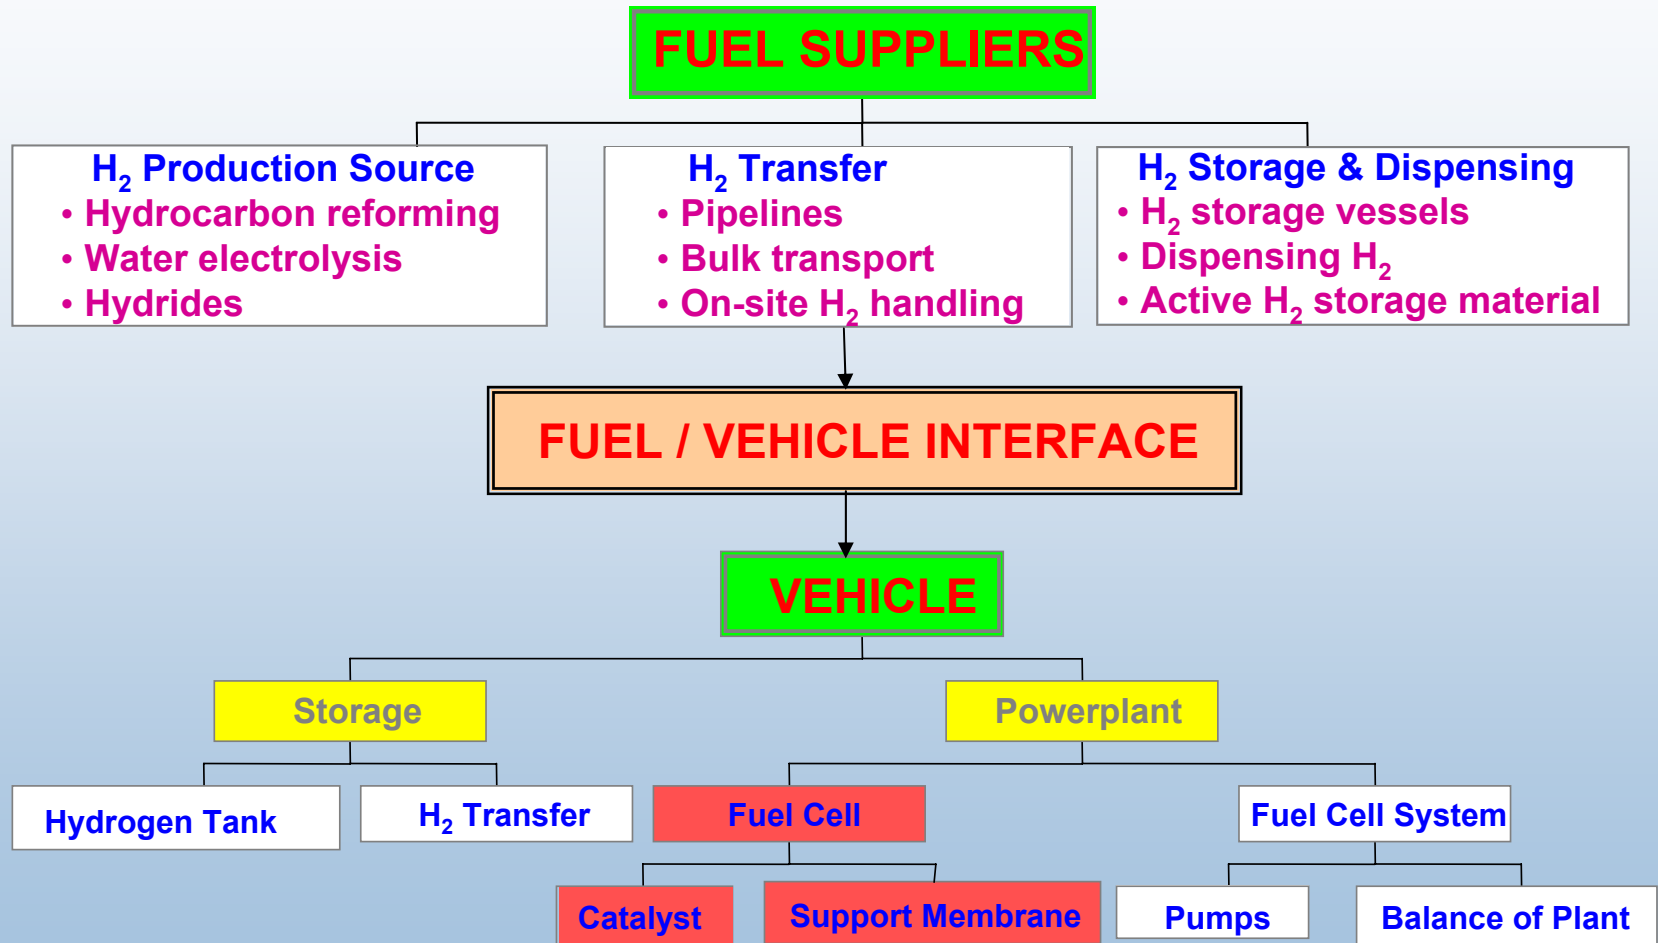 FUEL SUPPLIERS
H₂ Production Source
• Hydrocarbon reforming
• Water electrolysis
• Hydrides
H₂ Transfer
• Pipelines
• Bulk transport
• On-site H₂ handling
H₂ Storage & Dispensing
• H₂ storage vessels
• Dispensing H₂
• Active H₂ storage material
FUEL / VEHICLE INTERFACE
VEHICLE
Storage
Powerplant
Hydrogen Tank
H₂ Transfer
Fuel Cell
Fuel Cell System
Catalyst
Support Membrane
Pumps
Balance of Plant